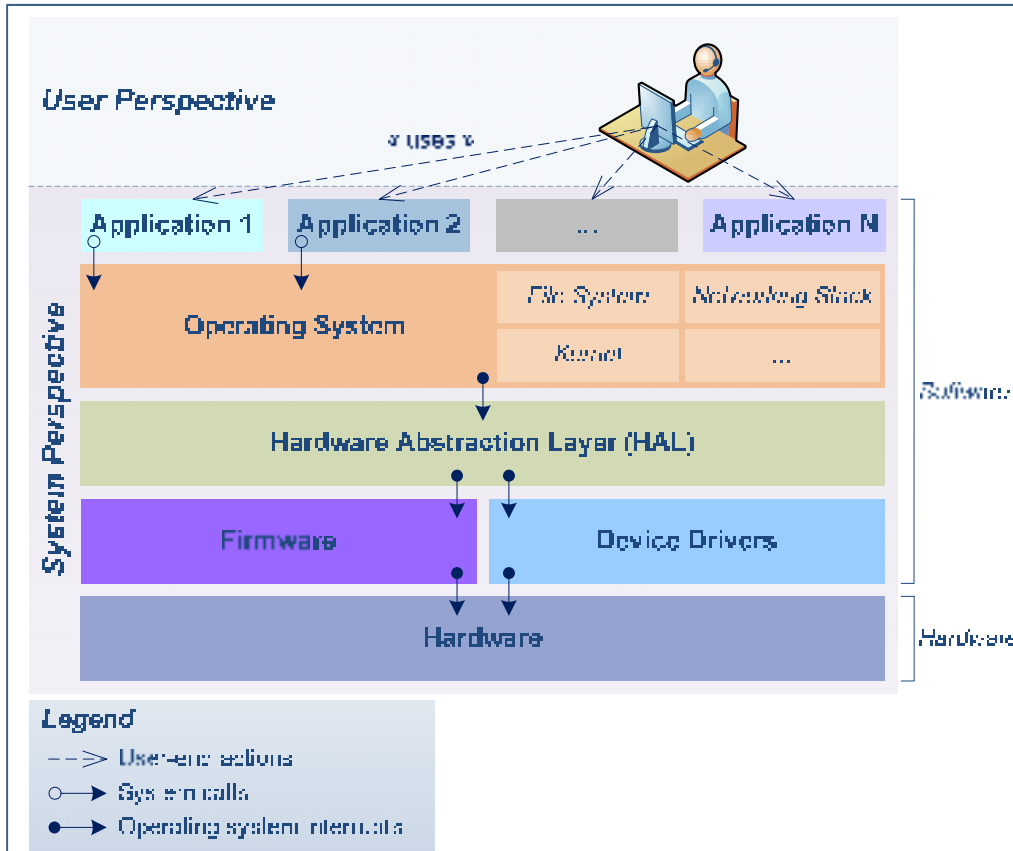 User Perspective
« uses »
Application 1
Application 2
...
Application N
System Perspective
Operating System
File System
Networking Stack
Kernel
...
Software
Hardware Abstraction Layer (HAL)
Firmware
Device Drivers
Hardware
Hardware
Legend
User-end actions
System calls
Operating system interrupts